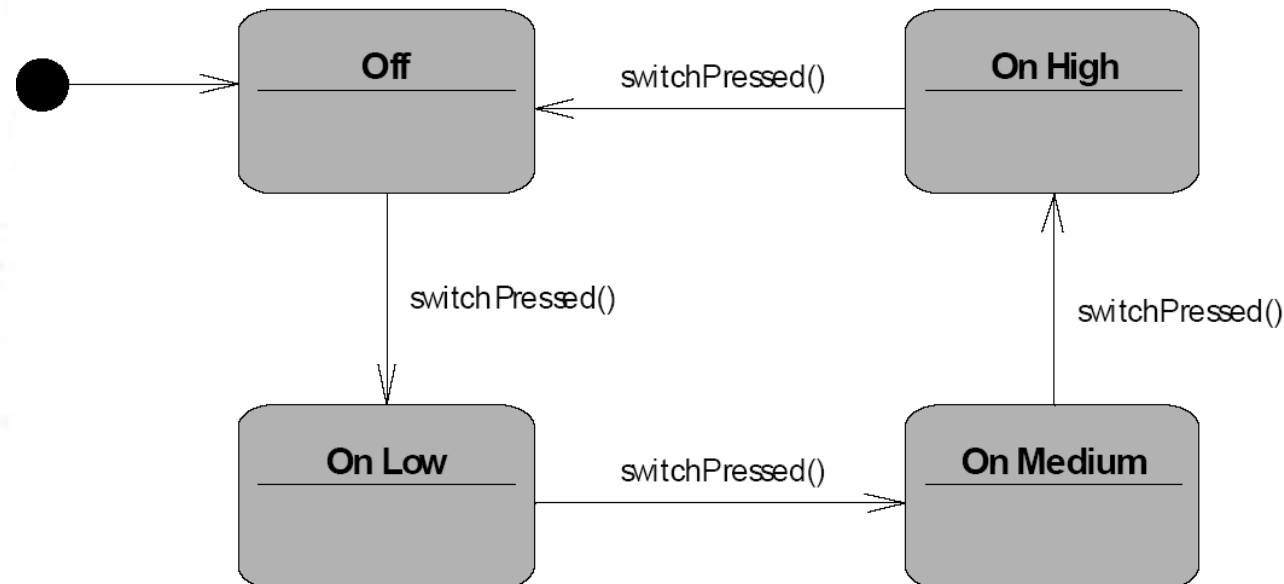 Off
switchPressed()
On High
switchPressed()
switchPressed()
On Low
switchPressed()
On Medium